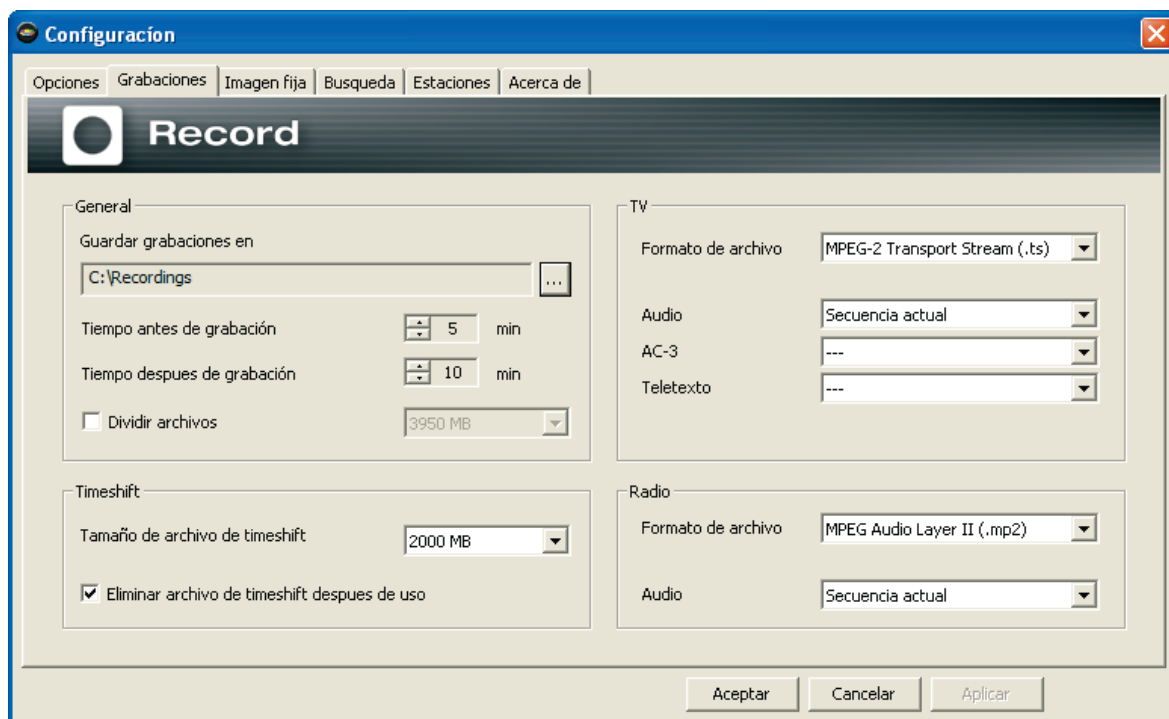 Configuracíon
Opciones Grabaciones Imagen fija Busqueda Estaciones Acerca de
Record
General
Guardar grabaciones en
C:\Recordings ...
Tiempo antes de grabación 5 min
Tiempo despues de grabación 10 min
Dividir archivos 3950 MB
Timeshift
Tamaño de archivo de timeshift 2000 MB
Eliminar archivo de timeshift despues de uso
TV
Formato de archivo MPEG-2 Transport Stream (.ts)
Audio Secuencia actual
AC-3 ---
Teletexto ---
Radio
Formato de archivo MPEG Audio Layer II (.mp2)
Audio Secuencia actual
Aceptar Cancelar Aplicar